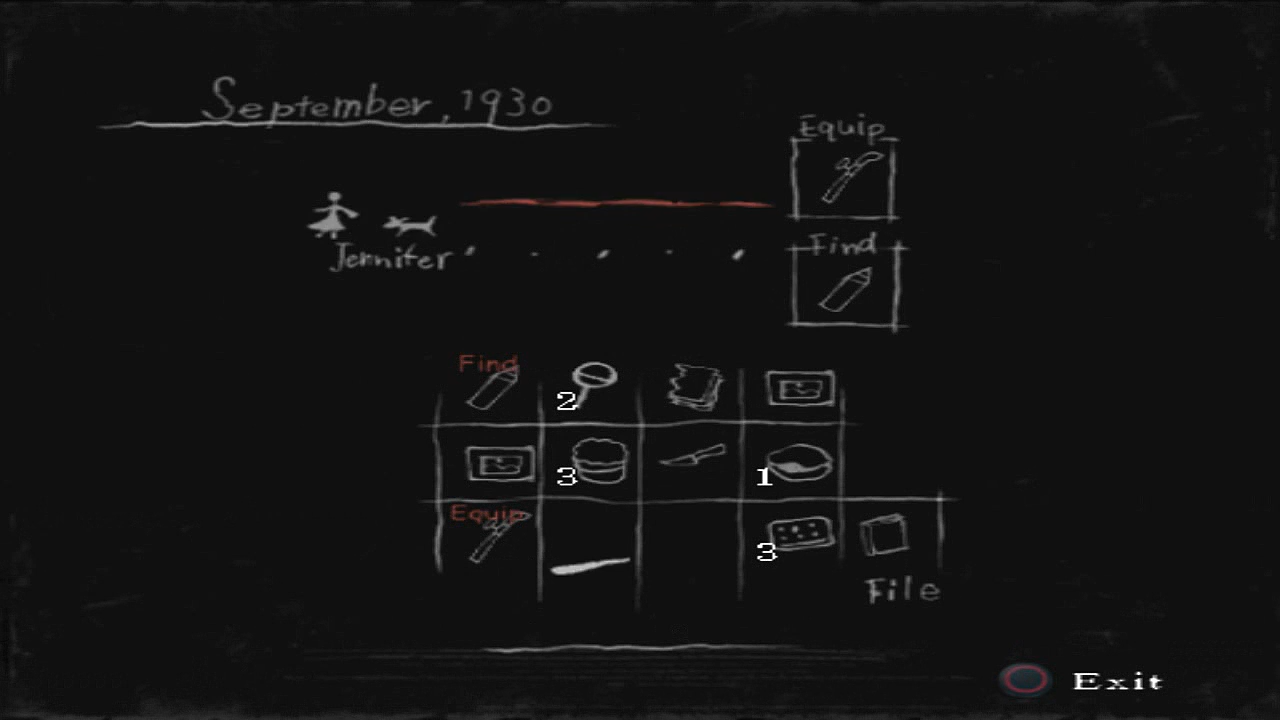 September, 1930
Equip
Jennifer
Find
Find
2
3
1
Equip
3
File
Exit